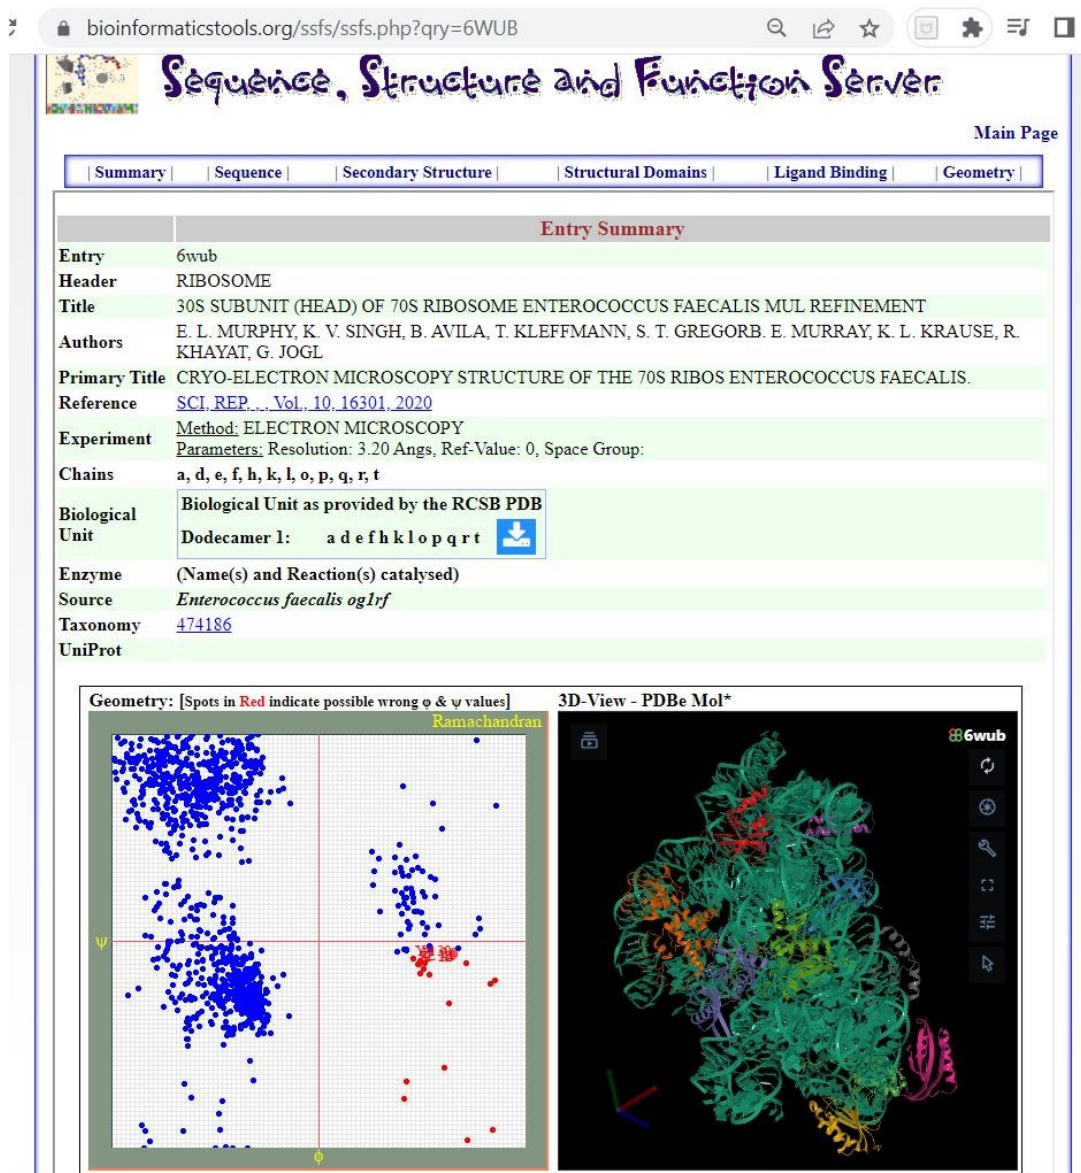 bioinformaticstools.org/ssfs/ssfs.php?qry=6WUB
Sequence, Structure and Function Server
Main Page
| Summary | | Sequence | | Secondary Structure | | Structural Domains | | Ligand Binding | | Geometry |
Entry Summary
Entry 6wub
Header RIBOSOME
Title 30S SUBUNIT (HEAD) OF 70S RIBOSOME ENTEROCOCCUS FAECALIS MUL REFINEMENT
Authors E. L. MURPHY, K. V. SINGH, B. AVILA, T. KLEFFMANN, S. T. GREGORB. E. MURRAY, K. L. KRAUSE, R.
KHAYAT, G. JOGL
Primary Title CRYO-ELECTRON MICROSCOPY STRUCTURE OF THE 70S RIBOS ENTEROCOCCUS FAECALIS.
Reference SCI, REP, , , Vol., 10, 16301, 2020
Experiment Method: ELECTRON MICROSCOPY
Parameters: Resolution: 3.20 Angs, Ref-Value: 0, Space Group:
Chains a, d, e, f, h, k, l, o, p, q, r, t
Biological Unit Biological Unit as provided by the RCSB PDB
Dodecamer 1: a d e f h k l o p q r t
Enzyme (Name(s) and Reaction(s) catalysed)
Source Enterococcus faecalis og1rf
Taxonomy 474186
UniProt
Geometry: [Spots in Red indicate possible wrong φ & ψ values] 3D-View - PDBe Mol*
Ramachandran
6wub
ψ
φ